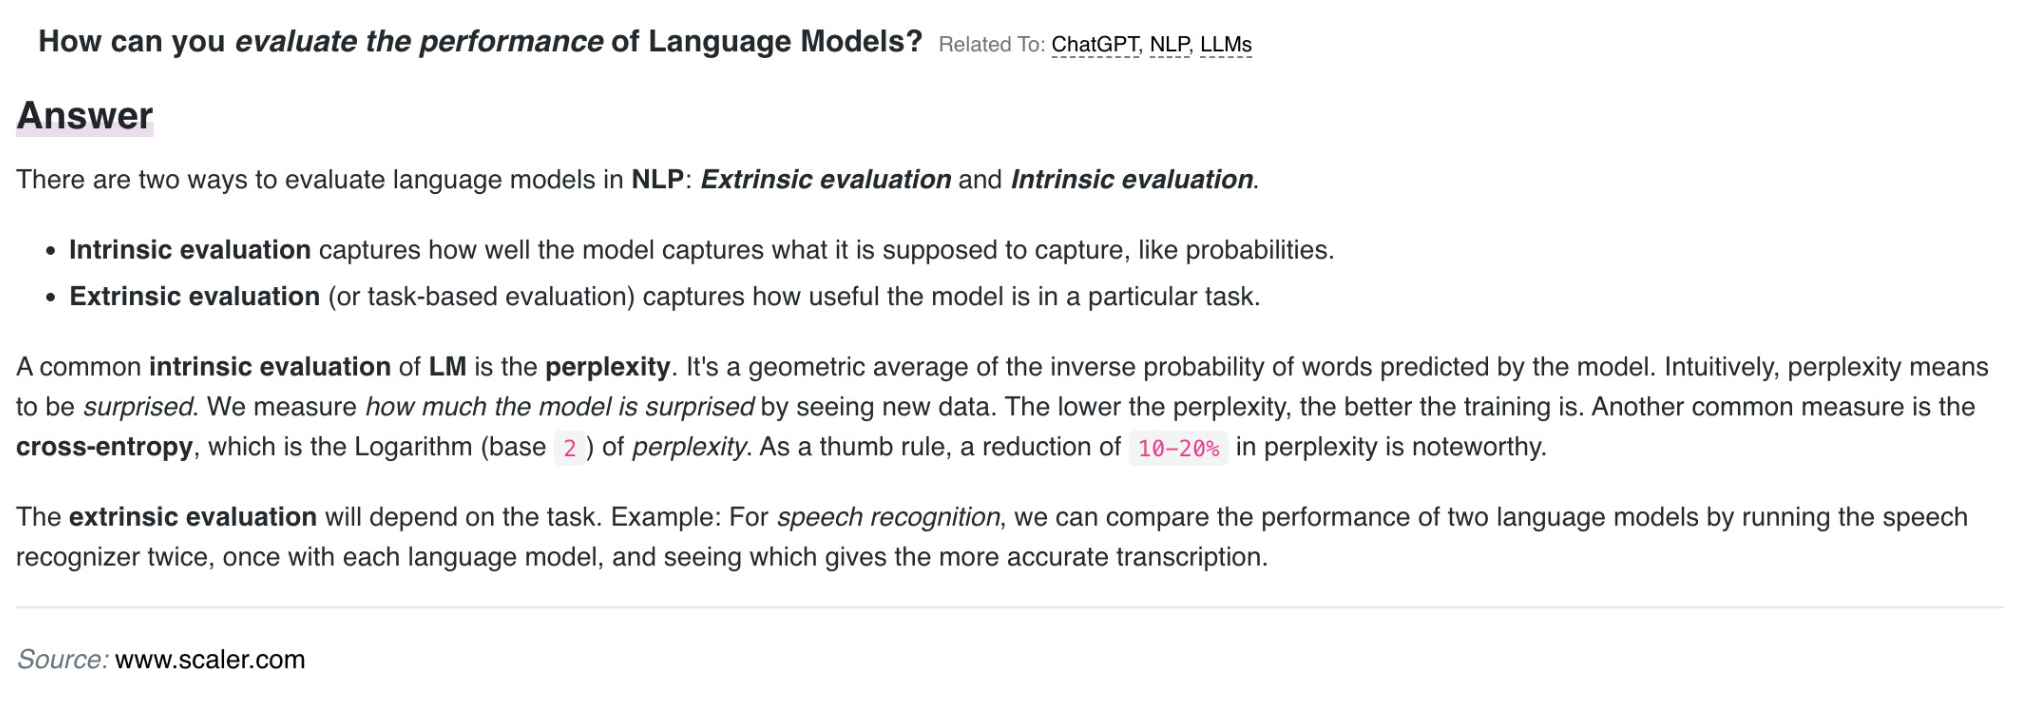 How can you evaluate the performance of Language Models? Related To: ChatGPT, NLP, LLMs
Answer
There are two ways to evaluate language models in NLP: Extrinsic evaluation and Intrinsic evaluation.
• Intrinsic evaluation captures how well the model captures what it is supposed to capture, like probabilities.
• Extrinsic evaluation (or task-based evaluation) captures how useful the model is in a particular task.
A common intrinsic evaluation of LM is the perplexity. It's a geometric average of the inverse probability of words predicted by the model. Intuitively, perplexity means
to be surprised. We measure how much the model is surprised by seeing new data. The lower the perplexity, the better the training is. Another common measure is the
cross-entropy, which is the Logarithm (base 2 ) of perplexity. As a thumb rule, a reduction of 10–20% in perplexity is noteworthy.
The extrinsic evaluation will depend on the task. Example: For speech recognition, we can compare the performance of two language models by running the speech
recognizer twice, once with each language model, and seeing which gives the more accurate transcription.
Source: www.scaler.com